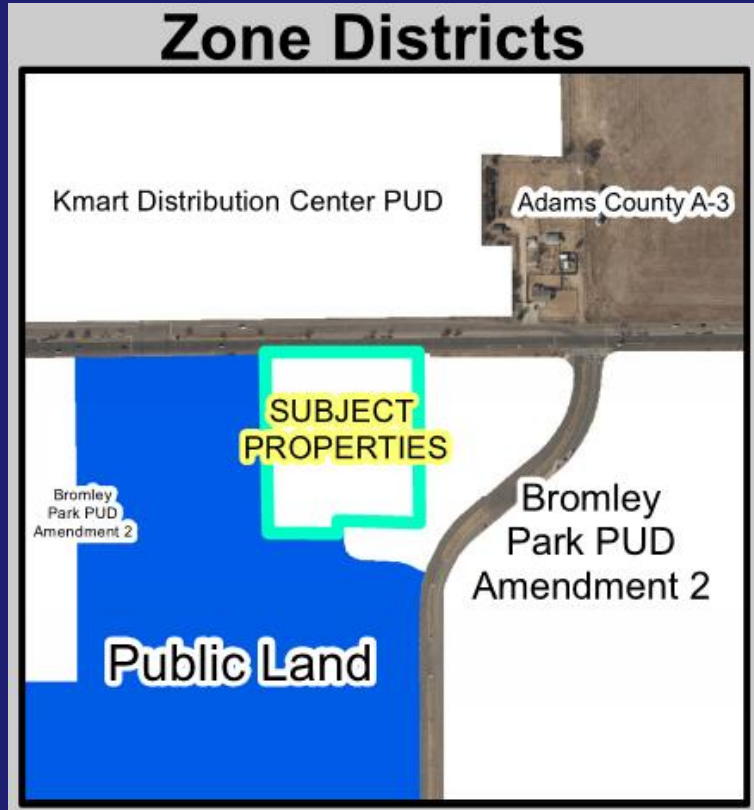 Zone Districts
Kmart Distribution Center PUD
Adams County A-3
SUBJECT
PROPERTIES
Bromley
Park PUD
Amendment 2
Bromley
Park PUD
Amendment 2
Public Land